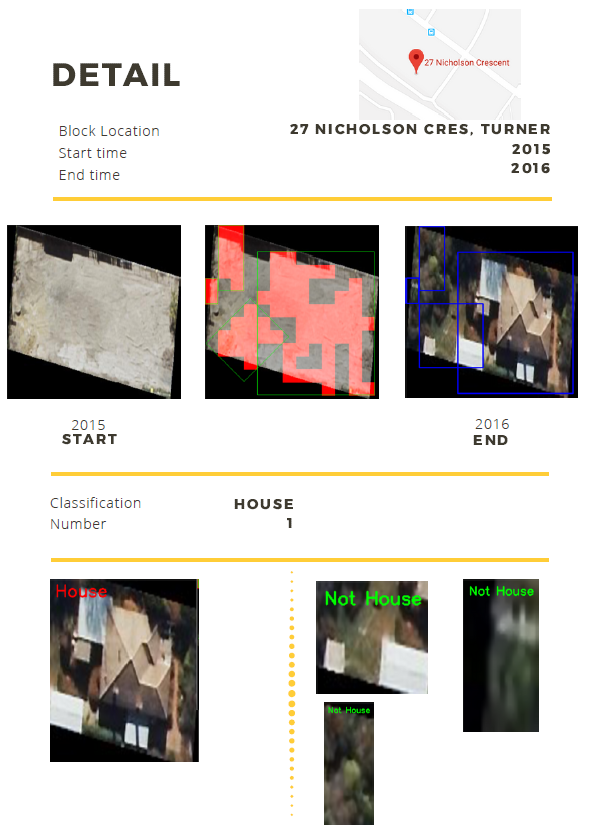 27 Nicholson Crescent
DETAIL
Block Location
27 NICHOLSON CRES, TURNER
Start time
2015
End time
2016
2015
START
2016
END
Classification
HOUSE
Number
1
House
Not House
Not House
Not House